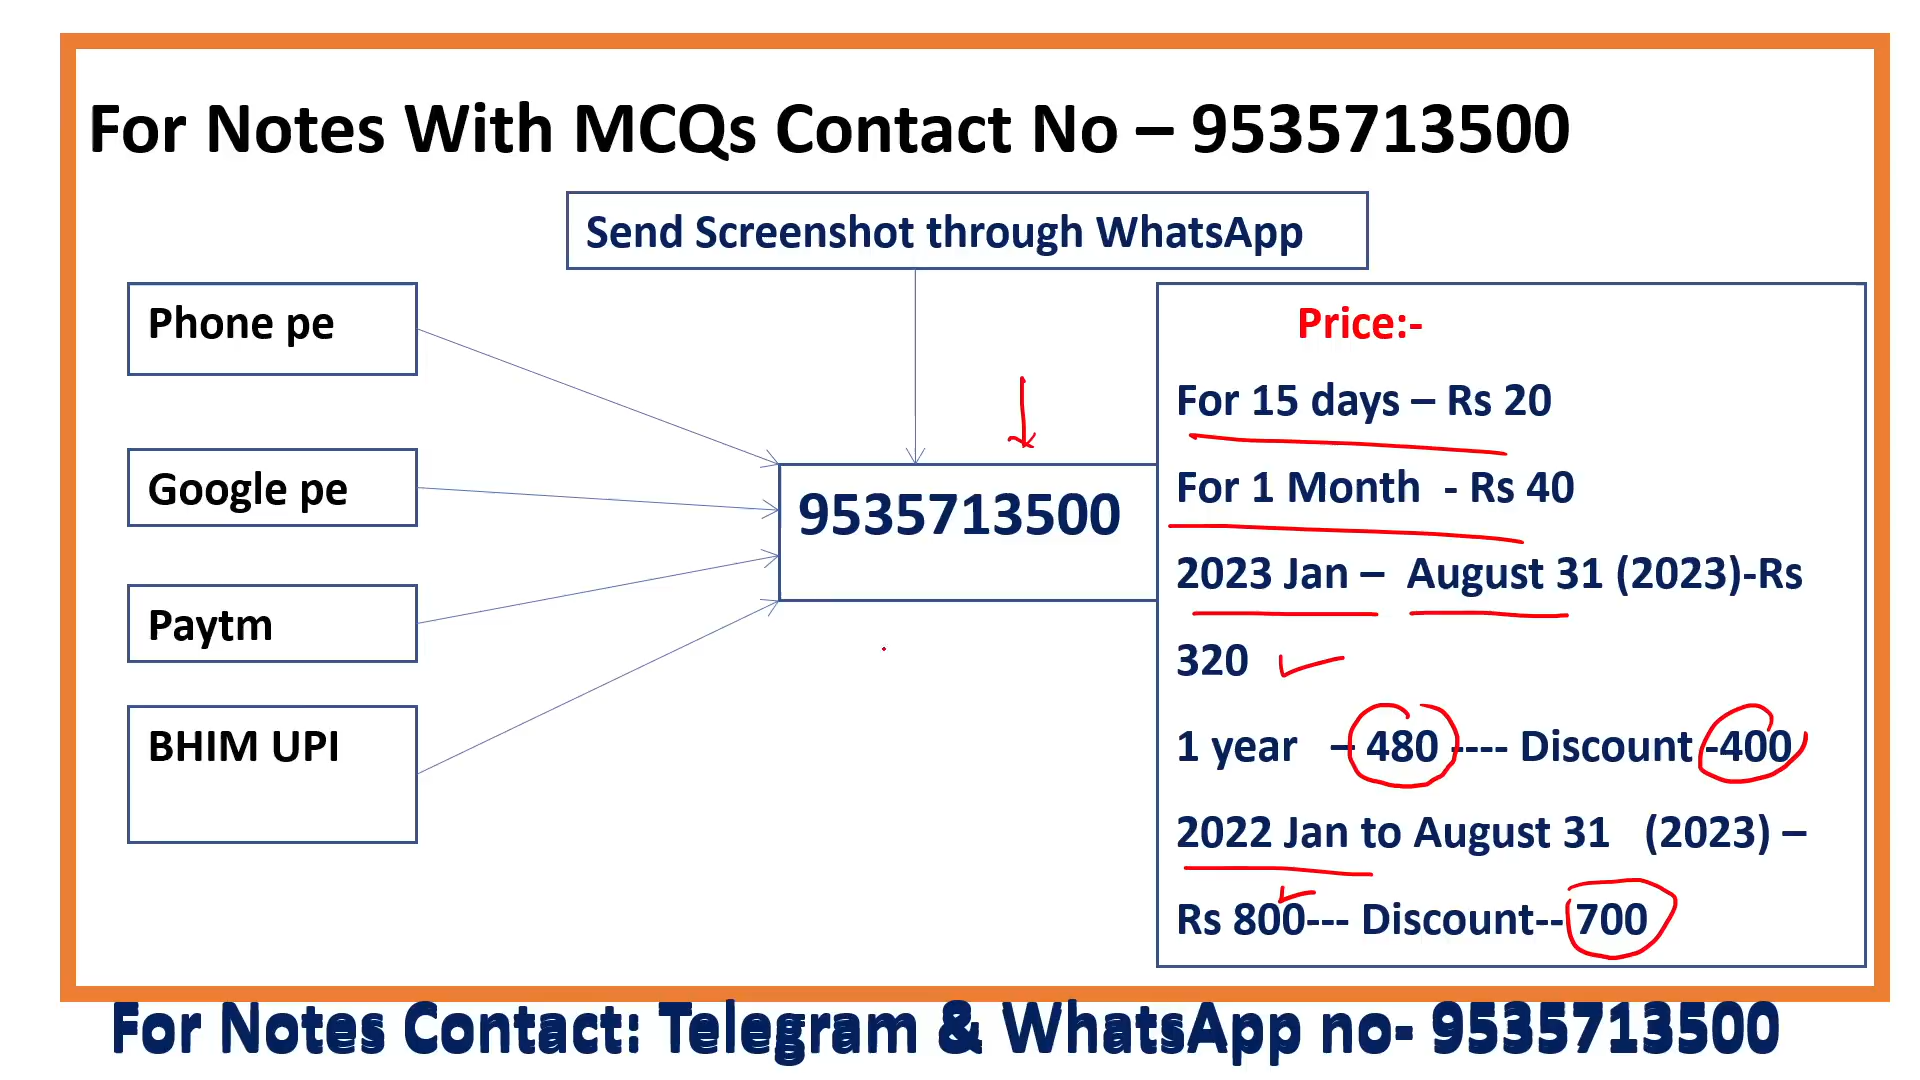 For Notes With MCQs Contact No – 9535713500
Send Screenshot through WhatsApp
Phone pe
Google pe
Paytm
BHIM UPI
9535713500
Price:-
For 15 days – Rs 20
For 1 Month - Rs 40
2023 Jan – August 31 (2023)-Rs
320
1 year – 480 ---- Discount -400
2022 Jan to August 31 (2023) –
Rs 800--- Discount-- 700
For Notes Contact: Telegram & WhatsApp no- 9535713500